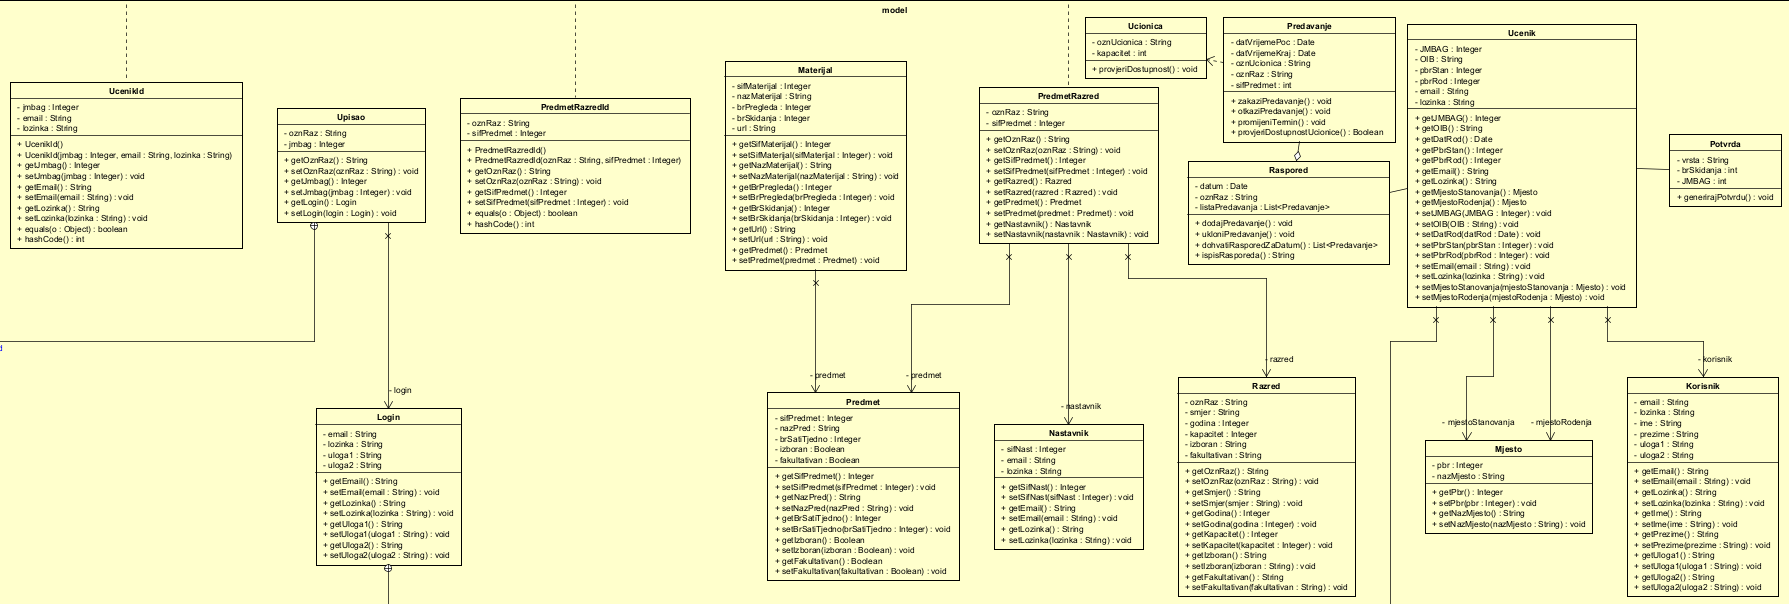 model
UcenikId
- jmbag : Integer
- email : String
- lozinka : String
+ UcenikId()
+ UcenikId(jmbag : Integer, email : String, lozinka : String)
+ getJmbag() : Integer
+ setJmbag(jmbag : Integer) : void
+ getEmail() : String
+ setEmail(email : String) : void
+ getLozinka() : String
+ setLozinka(lozinka : String) : void
+ equals(o : Object) : boolean
+ hashCode() : int
Upisao
- oznRaz : String
- jmbag : Integer
+ getOznRaz() : String
+ setOznRaz(oznRaz : String) : void
+ getJmbag() : Integer
+ setJmbag(jmbag : Integer) : void
+ getLogin() : Login
+ setLogin(login : Login) : void
PredmetRazredId
- oznRaz : String
- sifPredmet : Integer
+ PredmetRazredId()
+ PredmetRazredId(oznRaz : String, sifPredmet : Integer)
+ getOznRaz() : String
+ setOznRaz(oznRaz : String) : void
+ getSifPredmet() : Integer
+ setSifPredmet(sifPredmet : Integer) : void
+ equals(o : Object) : boolean
+ hashCode() : int
Materijal
- sifMaterijal : Integer
- nazMaterijal : String
- brPregleda : Integer
- brSkidanja : Integer
- url : String
+ getSifMaterijal() : Integer
+ setSifMaterijal(sifMaterijal : Integer) : void
+ getNazMaterijal() : String
+ setNazMaterijal(nazMaterijal : String) : void
+ getBrPregleda() : Integer
+ setBrPregleda(brPregleda : Integer) : void
+ getBrSkidanja() : Integer
+ setBrSkidanja(brSkidanja : Integer) : void
+ getUrl() : String
+ setUrl(url : String) : void
+ getPredmet() : Predmet
+ setPredmet(predmet : Predmet) : void
PredmetRazred
- oznRaz : String
- sifPredmet : Integer
+ getOznRaz() : String
+ setOznRaz(oznRaz : String) : void
+ getSifPredmet() : Integer
+ setSifPredmet(sifPredmet : Integer) : void
+ getRazred() : Razred
+ setRazred(razred : Razred) : void
+ getPredmet() : Predmet
+ setPredmet(predmet : Predmet) : void
+ getNastavnik() : Nastavnik
+ setNastavnik(nastavnik : Nastavnik) : void
Ucionica
- oznUcionica : String
- kapacitet : int
+ provjeriDostupnost() : void
Predavanje
- datVrijemePoc : Date
- datVrijemeKraj : Date
- oznUcionica : String
- oznRaz : String
- sifPredmet : int
+ zakaziPredavanje() : void
+ otkaziPredavanje() : void
+ promijeniTermin() : void
+ provjeriDostupnostUcionice() : Boolean
Raspored
- datum : Date
- oznRaz : String
- listaPredavanja : List<Predavanje>
+ dodajPredavanje() : void
+ ukloniPredavanje() : void
+ dohvatiRasporedZaDatum() : List<Predavanje>
+ ispisRasporeda() : String
Ucenik
- JMBAG : Integer
- OIB : String
- pbrStan : Integer
- pbrRod : Integer
- email : String
- lozinka : String
+ getJMBAG() : Integer
+ getOIB() : String
+ getDatRod() : Date
+ getPbrStan() : Integer
+ getPbrRod() : Integer
+ getEmail() : String
+ getLozinka() : String
+ getMjestoStanovanja() : Mjesto
+ getMjestoRodenja() : Mjesto
+ setJMBAG(JMBAG : Integer) : void
+ setOIB(OIB : String) : void
+ setDatRod(datRod : Date) : void
+ setPbrStan(pbrStan : Integer) : void
+ setPbrRod(pbrRod : Integer) : void
+ setEmail(email : String) : void
+ setLozinka(lozinka : String) : void
+ setMjestoStanovanja(mjestoStanovanja : Mjesto) : void
+ setMjestoRodenja(mjestoRodenja : Mjesto) : void
Potvrda
- vrsta : String
- brSkidanja : int
- JMBAG : int
+ generirajPotvrdu() : void
- login
- predmet
- predmet
- nastavnik
- razred
- mjestoStanovanja
- mjestoRodenja
- korisnik
Login
- email : String
- lozinka : String
- uloga1 : String
- uloga2 : String
+ getEmail() : String
+ setEmail(email : String) : void
+ getLozinka() : String
+ setLozinka(lozinka : String) : void
+ getUloga1() : String
+ setUloga1(uloga1 : String) : void
+ getUloga2() : String
+ setUloga2(uloga2 : String) : void
Predmet
- sifPredmet : Integer
- nazPred : String
- brSatiTjedno : Integer
- izboran : Boolean
- fakultativan : Boolean
+ getSifPredmet() : Integer
+ setSifPredmet(sifPredmet : Integer) : void
+ getNazPred() : String
+ setNazPred(nazPred : String) : void
+ getBrSatiTjedno() : Integer
+ setBrSatiTjedno(brSatiTjedno : Integer) : void
+ getIzboran() : Boolean
+ setIzboran(izboran : Boolean) : void
+ getFakultativan() : Boolean
+ setFakultativan(fakultativan : Boolean) : void
Nastavnik
- sifNast : Integer
- email : String
- lozinka : String
+ getSifNast() : Integer
+ setSifNast(sifNast : Integer) : void
+ getEmail() : String
+ setEmail(email : String) : void
+ getLozinka() : String
+ setLozinka(lozinka : String) : void
Razred
- oznRaz : String
- smjer : String
- godina : Integer
- kapacitet : Integer
- izboran : String
- fakultativan : String
+ getOznRaz() : String
+ setOznRaz(oznRaz : String) : void
+ getSmjer() : String
+ setSmjer(smjer : String) : void
+ getGodina() : Integer
+ setGodina(godina : Integer) : void
+ getKapacitet() : Integer
+ setKapacitet(kapacitet : Integer) : void
+ getIzboran() : String
+ setIzboran(izboran : String) : void
+ getFakultativan() : String
+ setFakultativan(fakultativan : String) : void
Mjesto
- pbr : Integer
- nazMjesto : String
+ getPbr() : Integer
+ setPbr(pbr : Integer) : void
+ getNazMjesto() : String
+ setNazMjesto(nazMjesto : String) : void
Korisnik
- email : String
- lozinka : String
- ime : String
- prezime : String
- uloga1 : String
- uloga2 : String
+ getEmail() : String
+ setEmail(email : String) : void
+ getLozinka() : String
+ setLozinka(lozinka : String) : void
+ getIme() : String
+ setIme(ime : String) : void
+ getPrezime() : String
+ setPrezime(prezime : String) : void
+ getUloga1() : String
+ setUloga1(uloga1 : String) : void
+ getUloga2() : String
+ setUloga2(uloga2 : String) : void